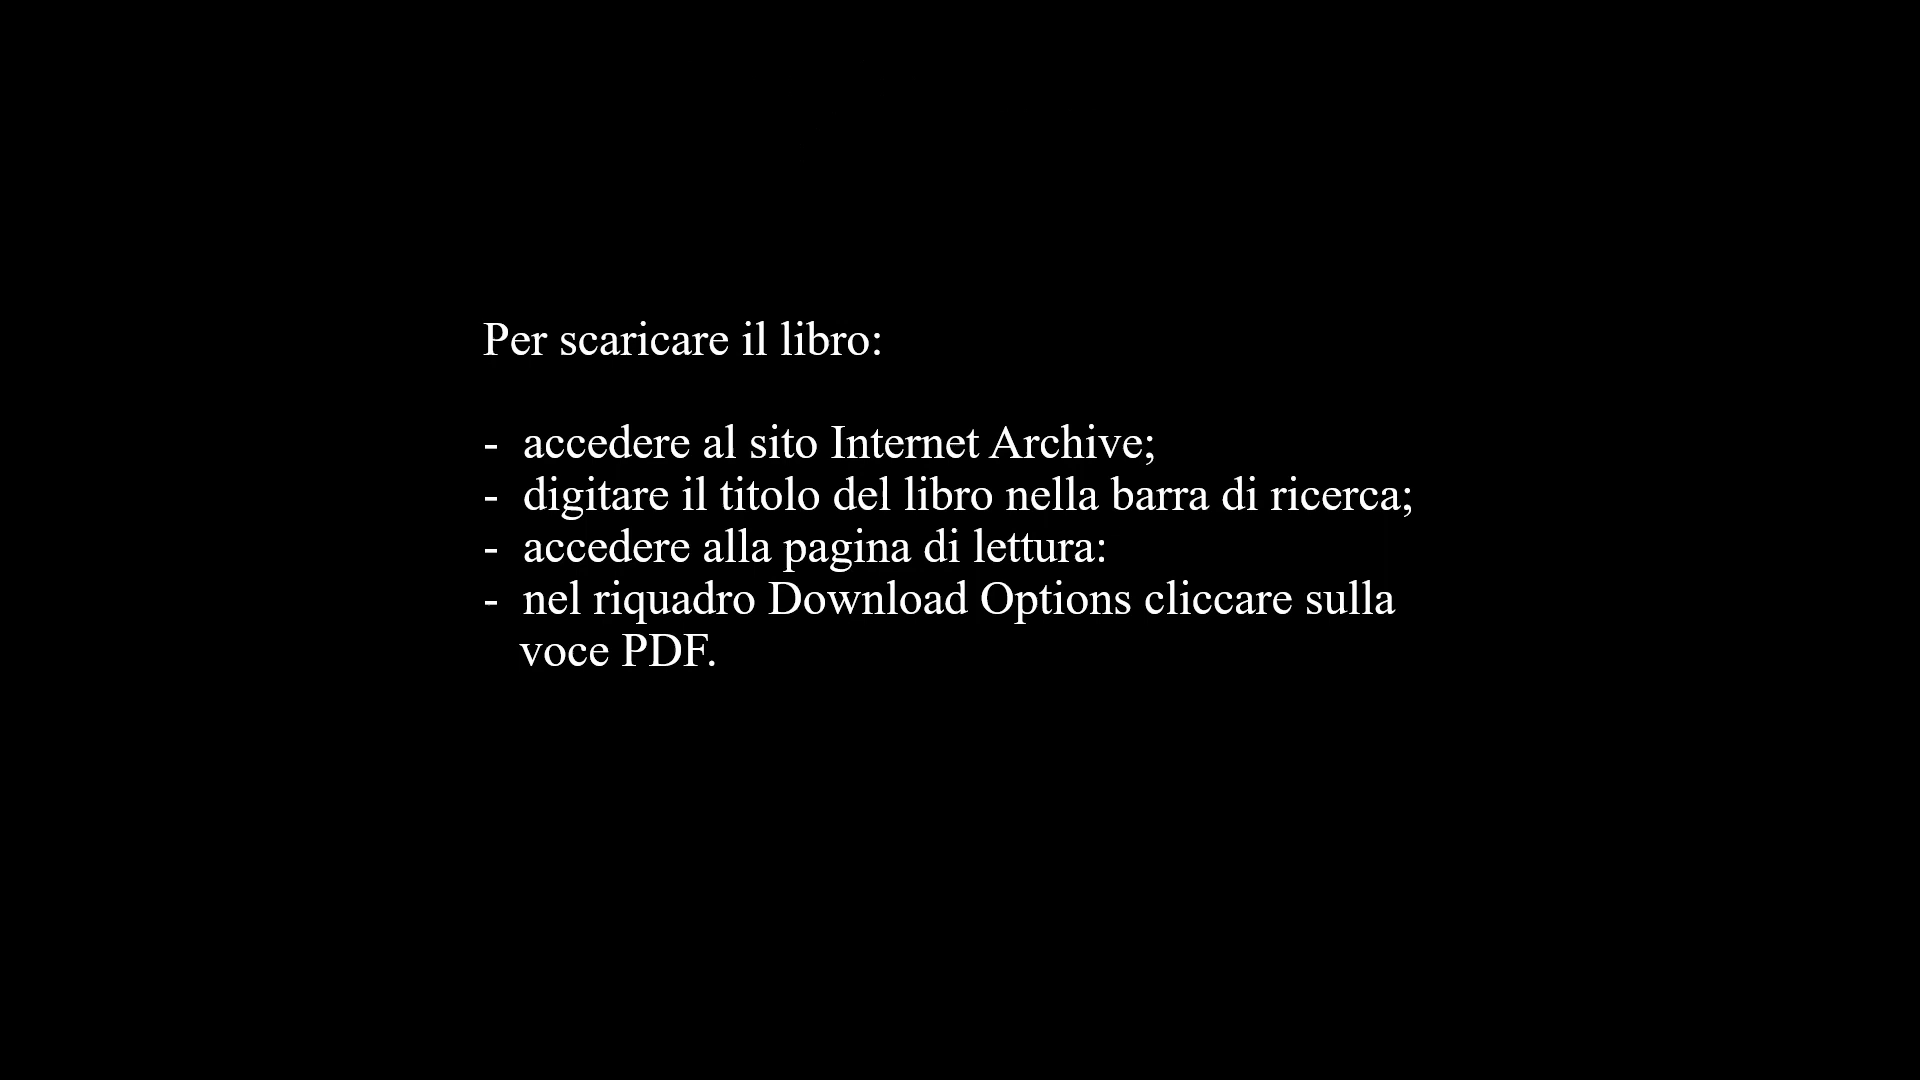 Per scaricare il libro:
- accedere al sito Internet Archive;
- digitare il titolo del libro nella barra di ricerca;
- accedere alla pagina di lettura:
- nel riquadro Download Options cliccare sulla
voce PDF.